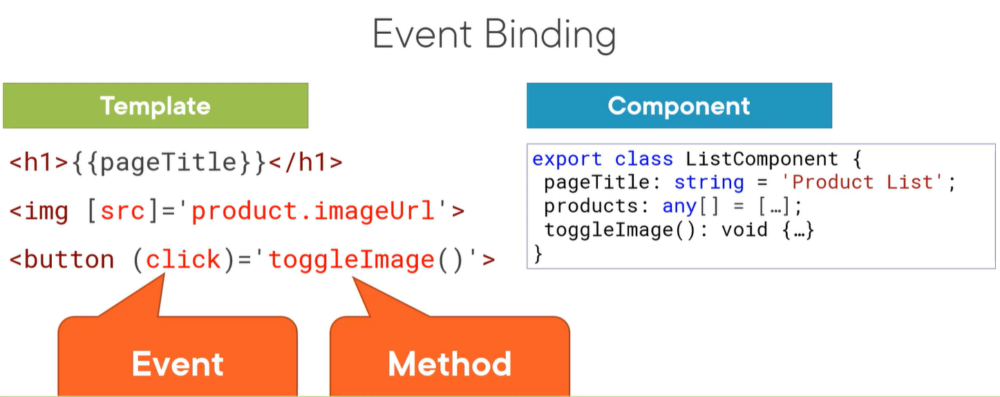 Event Binding
Template
<h1>{{pageTitle}}</h1>
<img [src]='product.imageUrl'>
<button (click)='toggleImage()'>
Event
Method
Component
export class ListComponent {
pageTitle: string = 'Product List';
products: any[] = […];
toggleImage(): void {…}
}